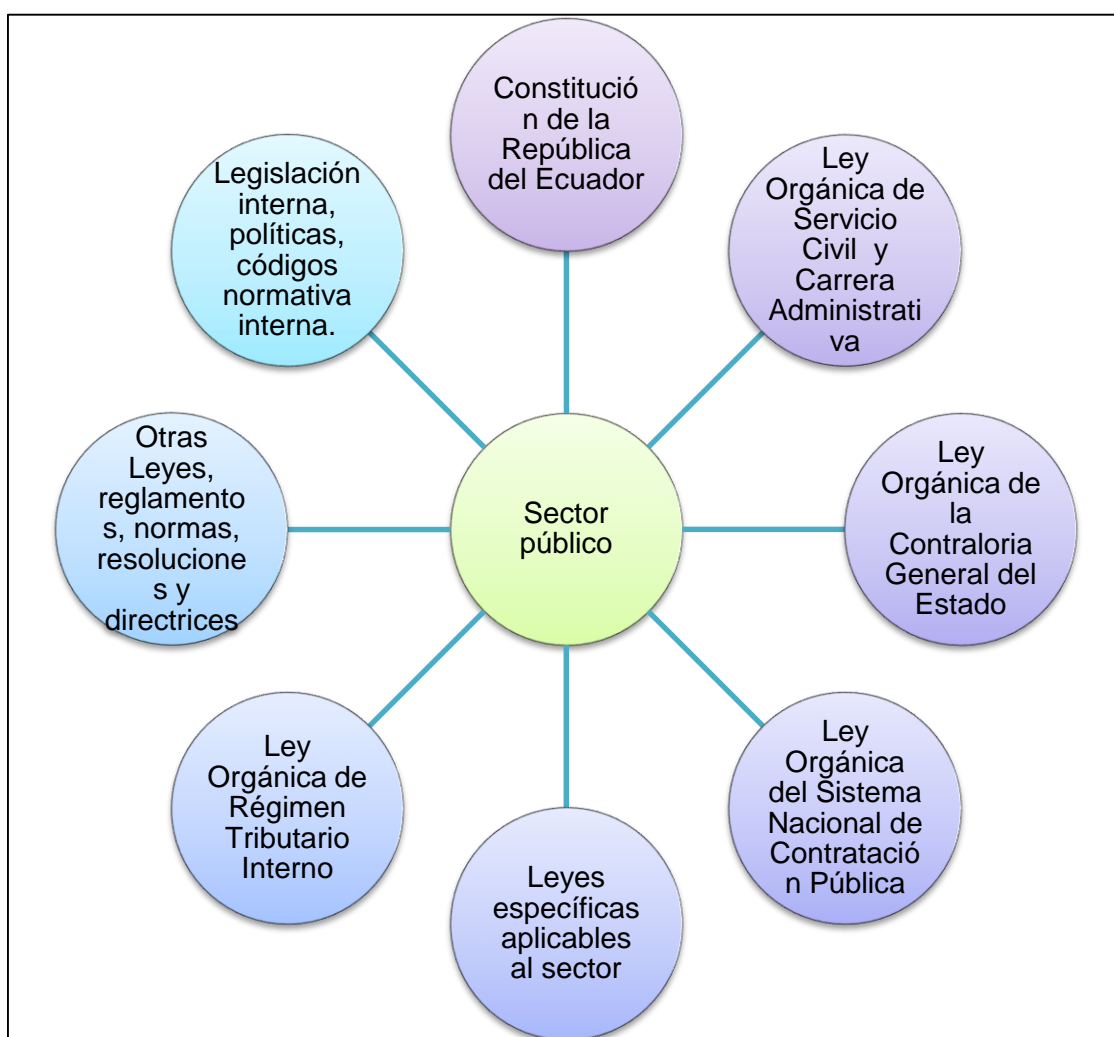 Constitució
n de la
República
del Ecuador
Ley
Orgánica de
Servicio
Civil  y
Carrera
Administrati
va
Ley
Orgánica de
la
Contraloria
General del
Estado
Ley
Orgánica
del Sistema
Nacional de
Contratació
n Pública
Leyes
específicas
aplicables
al sector
Ley
Orgánica de
Régimen
Tributario
Interno
Otras
Leyes,
reglamento
s, normas,
resolucione
s y
directrices
Legislación
interna,
políticas,
códigos
normativa
interna.
Sector
público